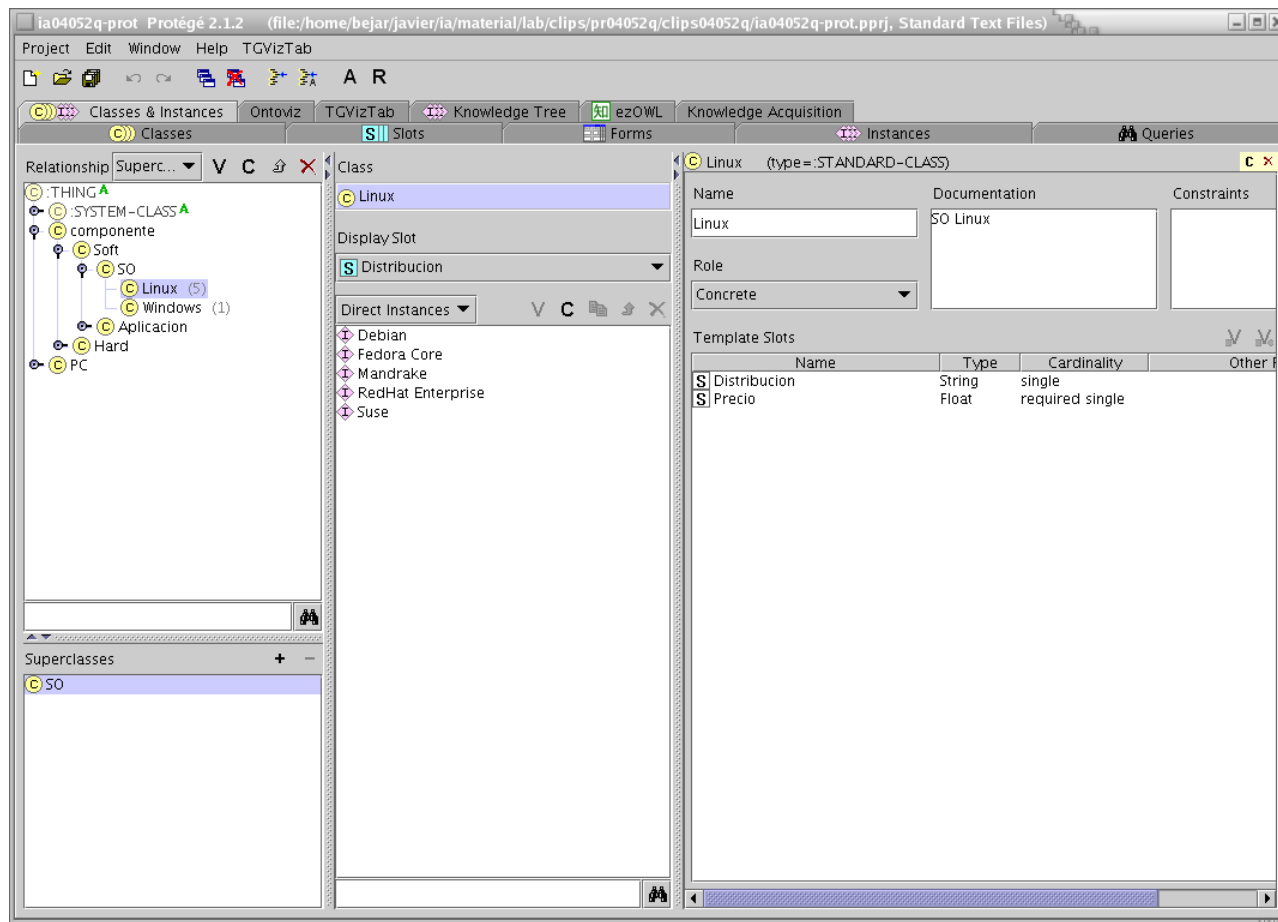 ia04052q-prot Protégé 2.1.2 (file:/home/bejar/javier/ia/material/lab/clips/pr04052q/clips04052q/ia04052q-prot.pprj, Standard Text Files)
Project Edit Window Help TGVizTab
A R
C I Classes & Instances Ontoviz TGVizTab I Knowledge Tree 知 ezOWL Knowledge Acquisition
C Classes S Slots Forms I Instances Queries
Relationship Superc... V C
:THING A
C :SYSTEM-CLASS A
C componente
C Soft
C SO
C Linux (5)
C Windows (1)
C Aplicacion
C Hard
C PC
Superclasses + −
C SO
Class
C Linux
Display Slot
S Distribucion
Direct Instances V C
I Debian
I Fedora Core
I Mandrake
I RedHat Enterprise
I Suse
C Linux (type=:STANDARD-CLASS) C ×
Name Documentation Constraints
Linux SO Linux
Role
Concrete
Template Slots V V
Name Type Cardinality Other
S Distribucion String single
S Precio Float required single